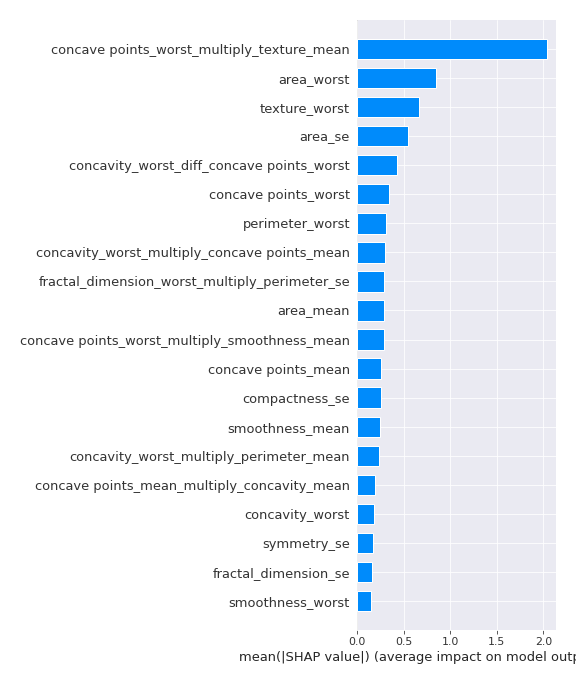 concave points_worst_multiply_texture_mean
area_worst
texture_worst
area_se
concavity_worst_diff_concave points_worst
concave points_worst
perimeter_worst
concavity_worst_multiply_concave points_mean
fractal_dimension_worst_multiply_perimeter_se
area_mean
concave points_worst_multiply_smoothness_mean
concave points_mean
compactness_se
smoothness_mean
concavity_worst_multiply_perimeter_mean
concave points_mean_multiply_concavity_mean
concavity_worst
symmetry_se
fractal_dimension_se
smoothness_worst
0.0 0.5 1.0 1.5 2.0
mean(|SHAP value|) (average impact on model outp